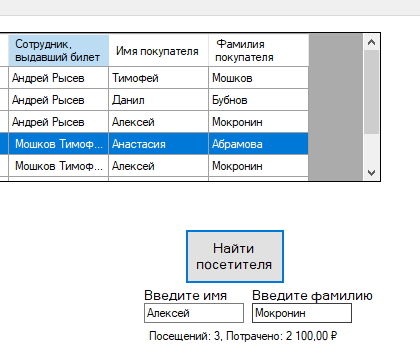 Сотрудник, выдавший билет Имя покупателя Фамилия покупателя
Андрей Рысев Тимофей Мошков
Андрей Рысев Данил Бубнов
Андрей Рысев Алексей Мокронин
Мошков Тимоф... Анастасия Абрамова
Мошков Тимоф... Алексей Мокронин
Найти
посетителя
Введите имя Введите фамилию
Алексей Мокронин
Посещений: 3, Потрачено: 2 100,00 ₽